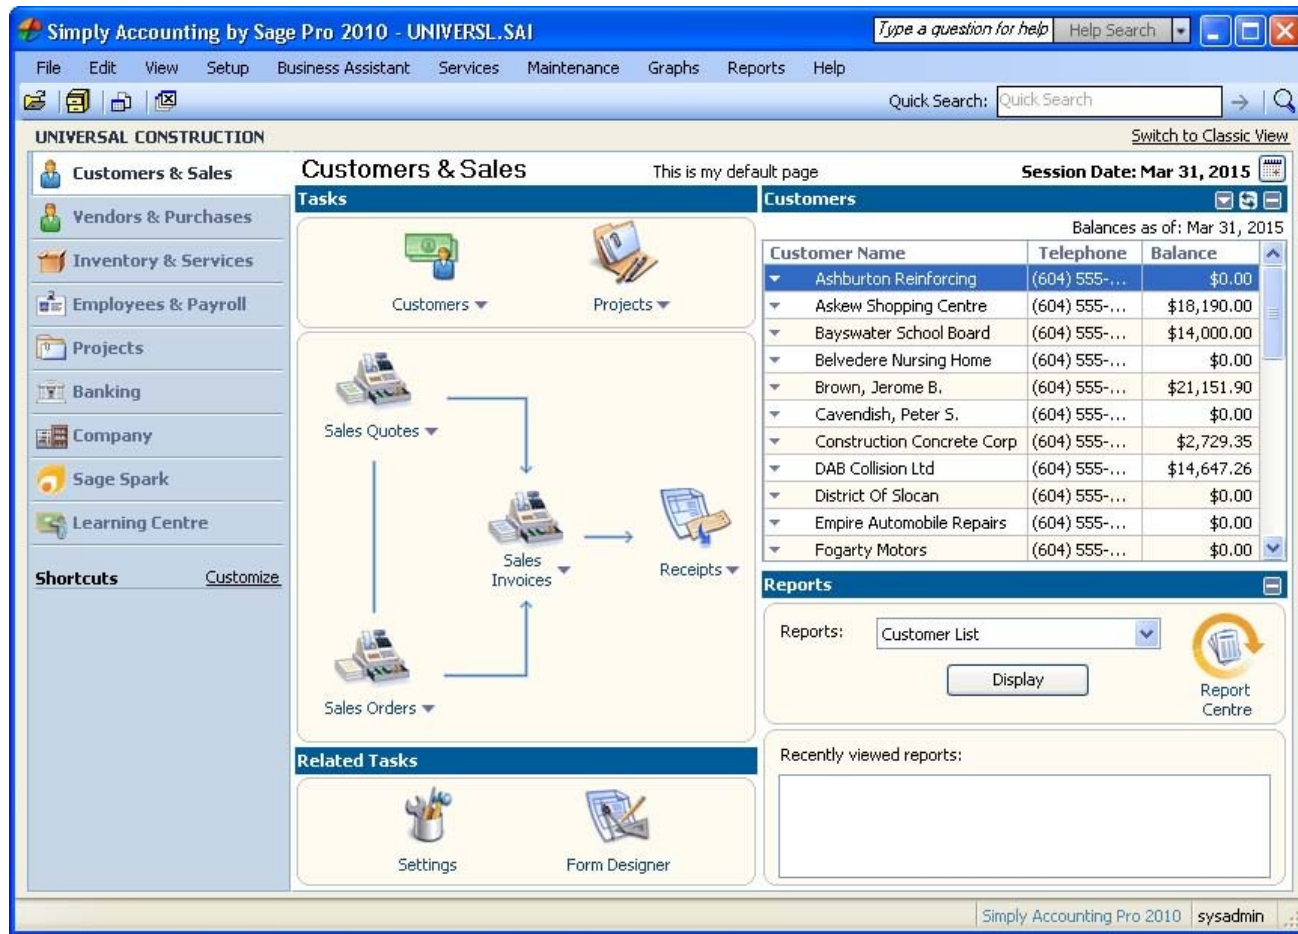 Simply Accounting by Sage Pro 2010 - UNIVERSL.SAI
Type a question for help Help Search
File Edit View Setup Business Assistant Services Maintenance Graphs Reports Help
Quick Search: Quick Search
UNIVERSAL CONSTRUCTION
Switch to Classic View
Customers & Sales
Vendors & Purchases
Inventory & Services
Employees & Payroll
Projects
Banking
Company
Sage Spark
Learning Centre
Shortcuts Customize
Customers & Sales This is my default page Session Date: Mar 31, 2015
Tasks
Customers
Projects
Sales Quotes
Sales
Invoices
Receipts
Sales Orders
Related Tasks
Settings
Form Designer
Customers
Balances as of: Mar 31, 2015
Customer Name Telephone Balance
Ashburton Reinforcing (604) 555-... $0.00
Askew Shopping Centre (604) 555-... $18,190.00
Bayswater School Board (604) 555-... $14,000.00
Belvedere Nursing Home (604) 555-... $0.00
Brown, Jerome B. (604) 555-... $21,151.90
Cavendish, Peter S. (604) 555-... $0.00
Construction Concrete Corp (604) 555-... $2,729.35
DAB Collision Ltd (604) 555-... $14,647.26
District Of Slocan (604) 555-... $0.00
Empire Automobile Repairs (604) 555-... $0.00
Fogarty Motors (604) 555-... $0.00
Reports
Reports: Customer List
Display
Report
Centre
Recently viewed reports:
Simply Accounting Pro 2010 sysadmin